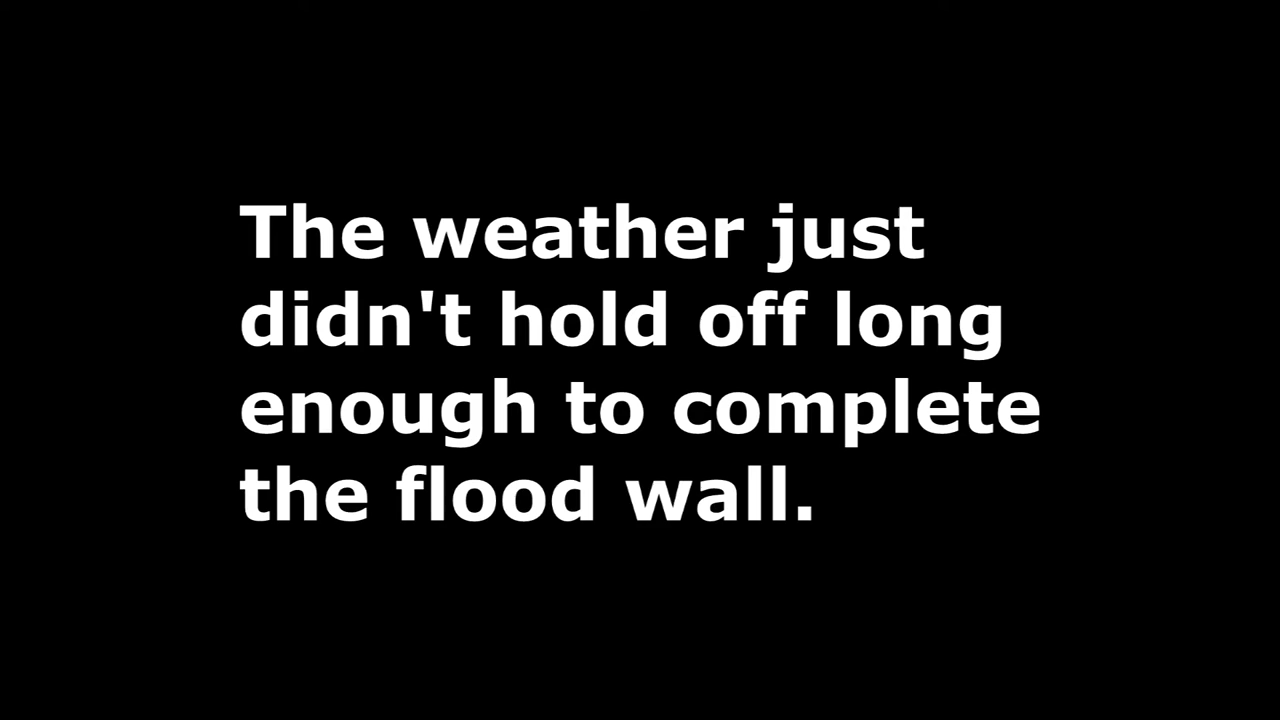 The weather just
didn't hold off long
enough to complete
the flood wall.